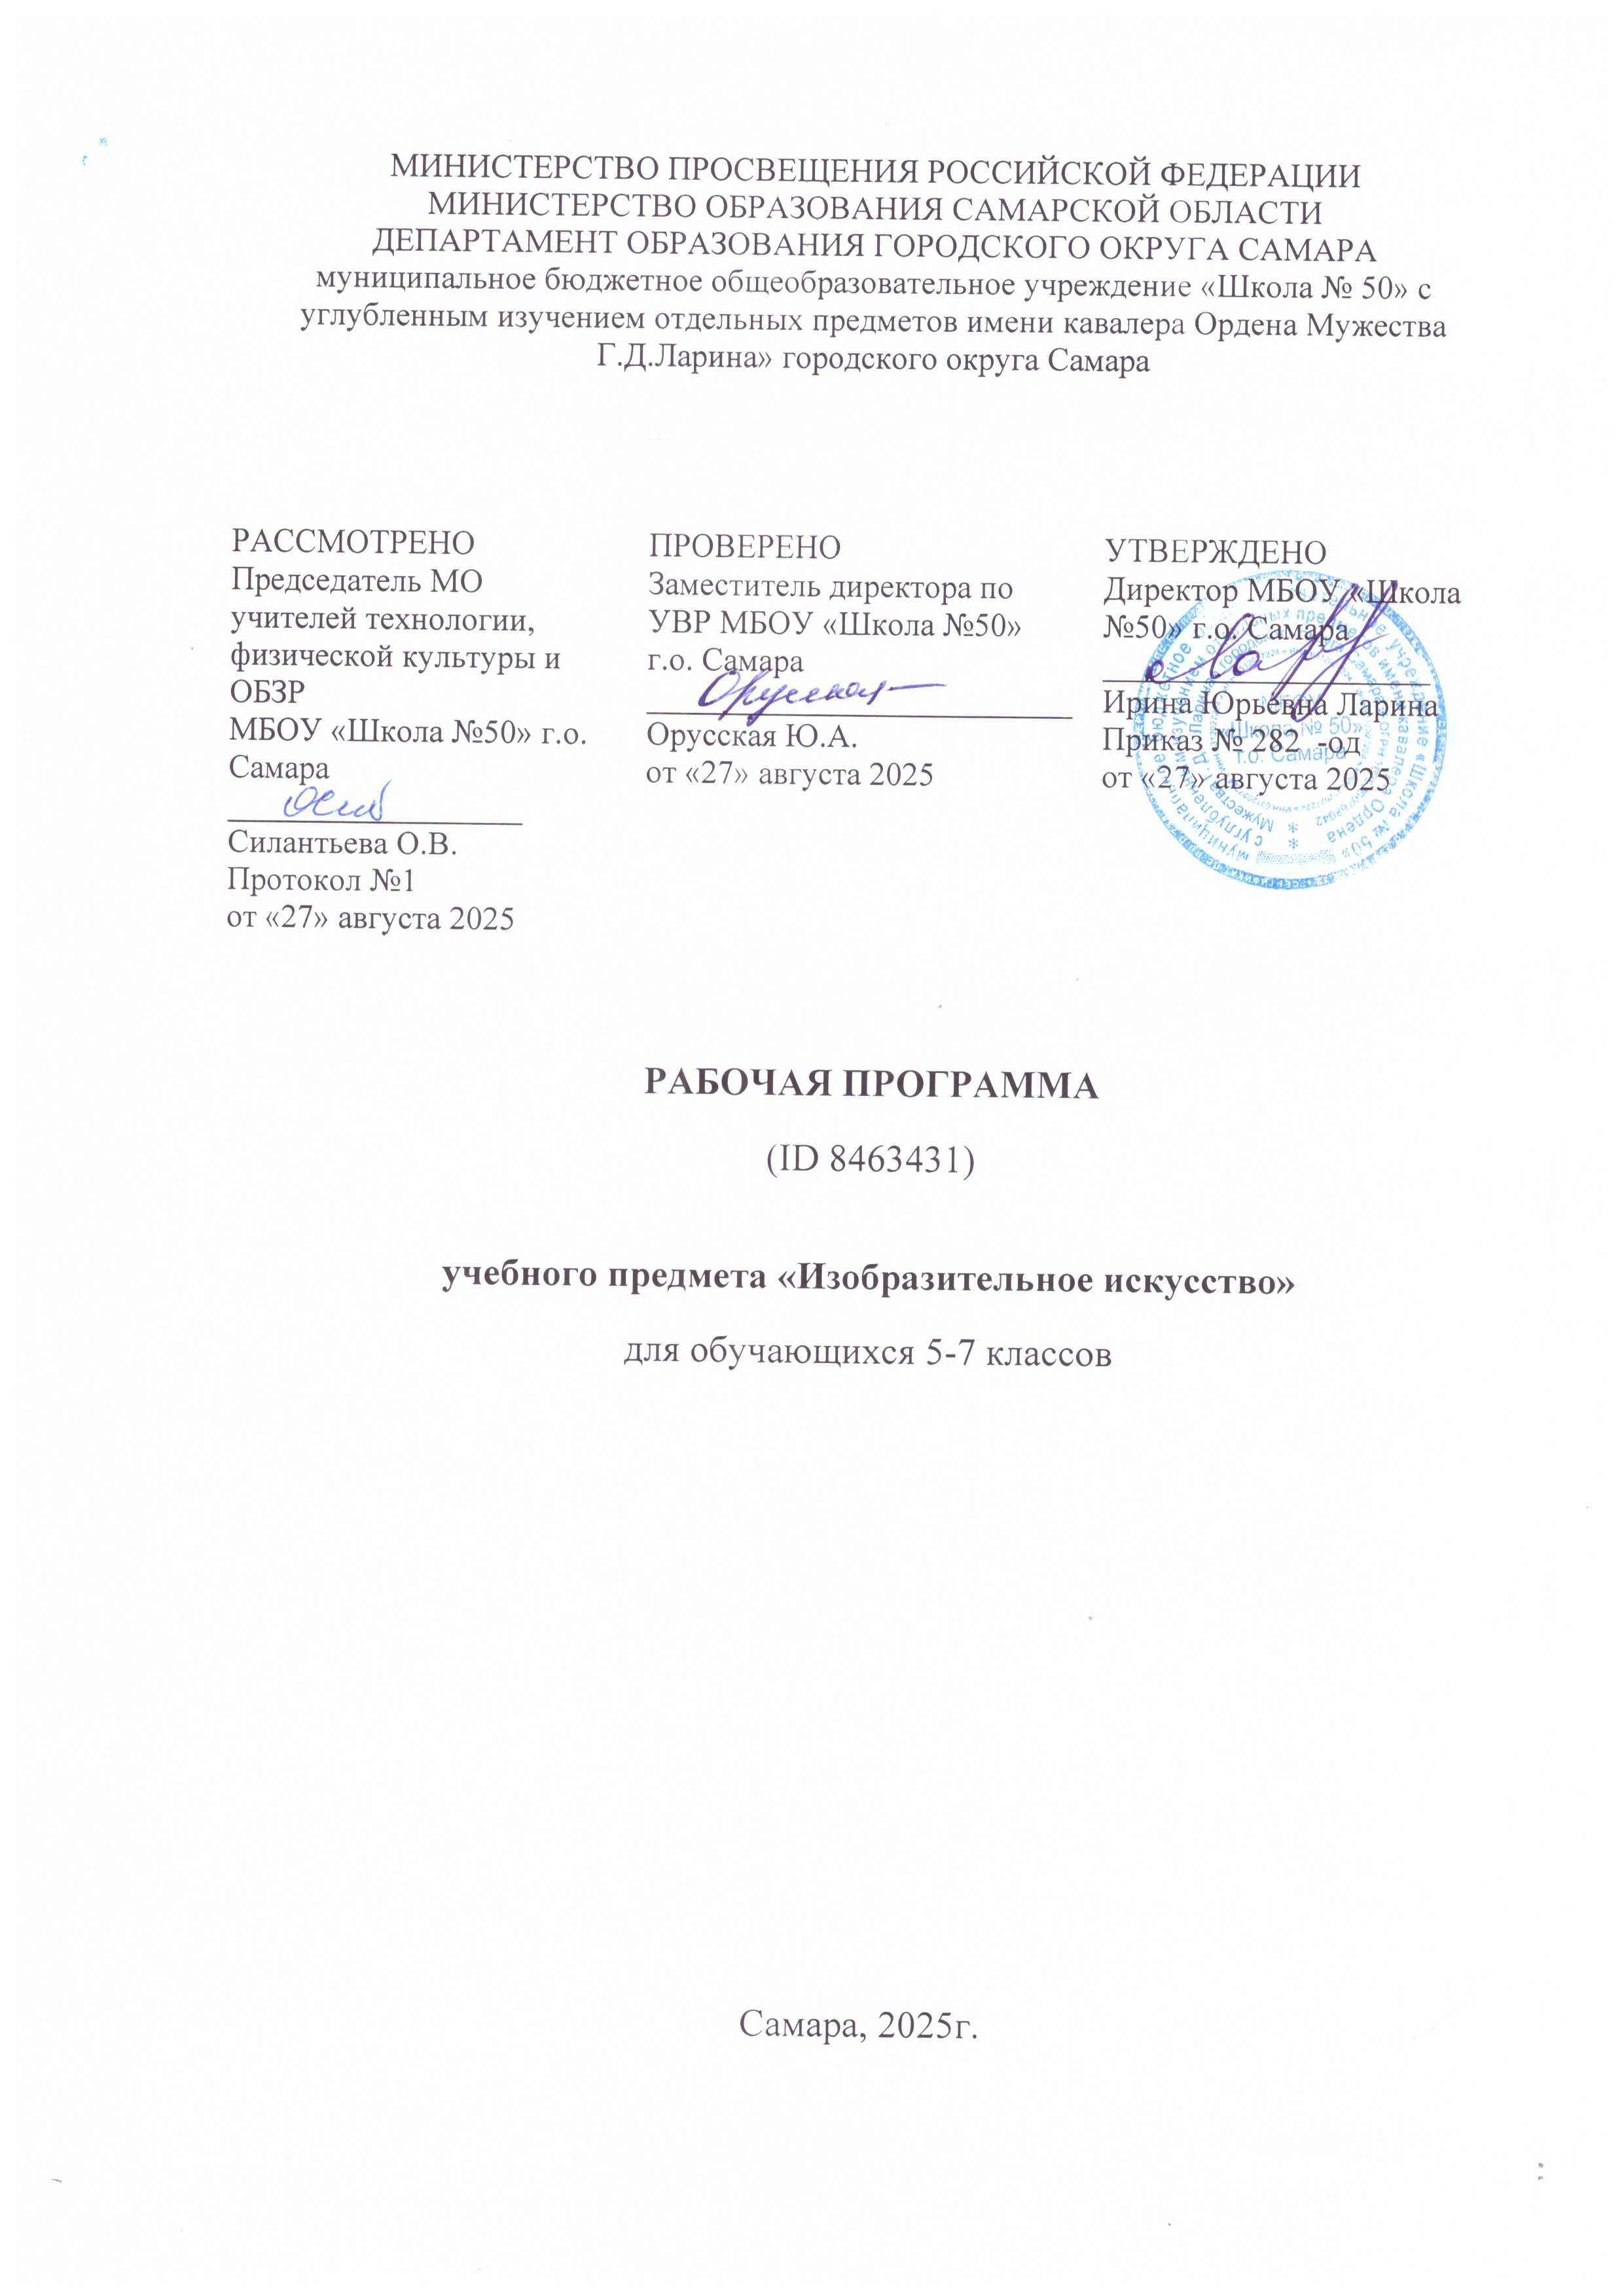 МИНИСТЕРСТВО ПРОСВЕЩЕНИЯ РОССИЙСКОЙ ФЕДЕРАЦИИ
МИНИСТЕРСТВО ОБРАЗОВАНИЯ САМАРСКОЙ ОБЛАСТИ
ДЕПАРТАМЕНТ ОБРАЗОВАНИЯ ГОРОДСКОГО ОКРУГА САМАРА
муниципальное бюджетное общеобразовательное учреждение «Школа № 50» с
углубленным изучением отдельных предметов имени кавалера Ордена Мужества
Г.Д.Ларина» городского округа Самара
РАССМОТРЕНО
Председатель МО
учителей технологии,
физической культуры и
ОБЗР
МБОУ «Школа №50» г.о.
Самара
Силантьева О.В.
Протокол №1
от «27» августа 2025
ПРОВЕРЕНО
Заместитель директора по
УВР МБОУ «Школа №50»
г.о. Самара
Орусская Ю.А.
от «27» августа 2025
УТВЕРЖДЕНО
Директор МБОУ «Школа
№50» г.о. Самара
Ирина Юрьевна Ларина
Приказ № 282 -од
от «27» августа 2025
«Школа № 50»
г.о. Самара
РАБОЧАЯ ПРОГРАММА
(ID 8463431)
учебного предмета «Изобразительное искусство»
для обучающихся 5-7 классов
Самара, 2025г.